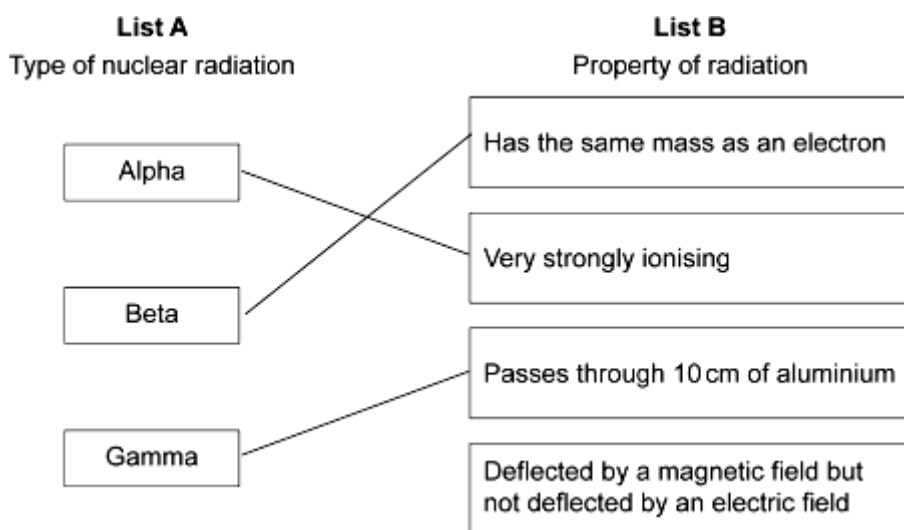 List A
Type of nuclear radiation
Alpha
Beta
Gamma
List B
Property of radiation
Has the same mass as an electron
Very strongly ionising
Passes through 10 cm of aluminium
Deflected by a magnetic field but
not deflected by an electric field